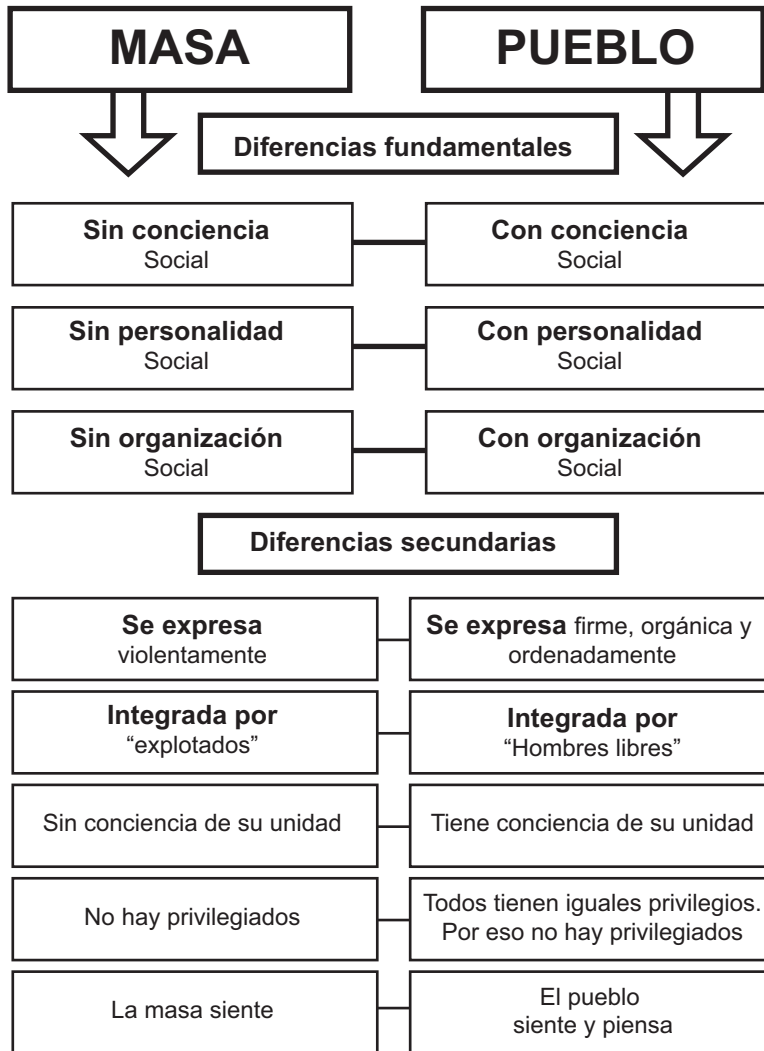 MASA
PUEBLO
Diferencias fundamentales
Sin conciencia
Social
Con conciencia
Social
Sin personalidad
Social
Con personalidad
Social
Sin organización
Social
Con organización
Social
Diferencias secundarias
Se expresa
violentamente
Se expresa firme, orgánica y
ordenadamente
Integrada por
“explotados”
Integrada por
“Hombres libres”
Sin conciencia de su unidad
Tiene conciencia de su unidad
No hay privilegiados
Todos tienen iguales privilegios.
Por eso no hay privilegiados
La masa siente
El pueblo
siente y piensa